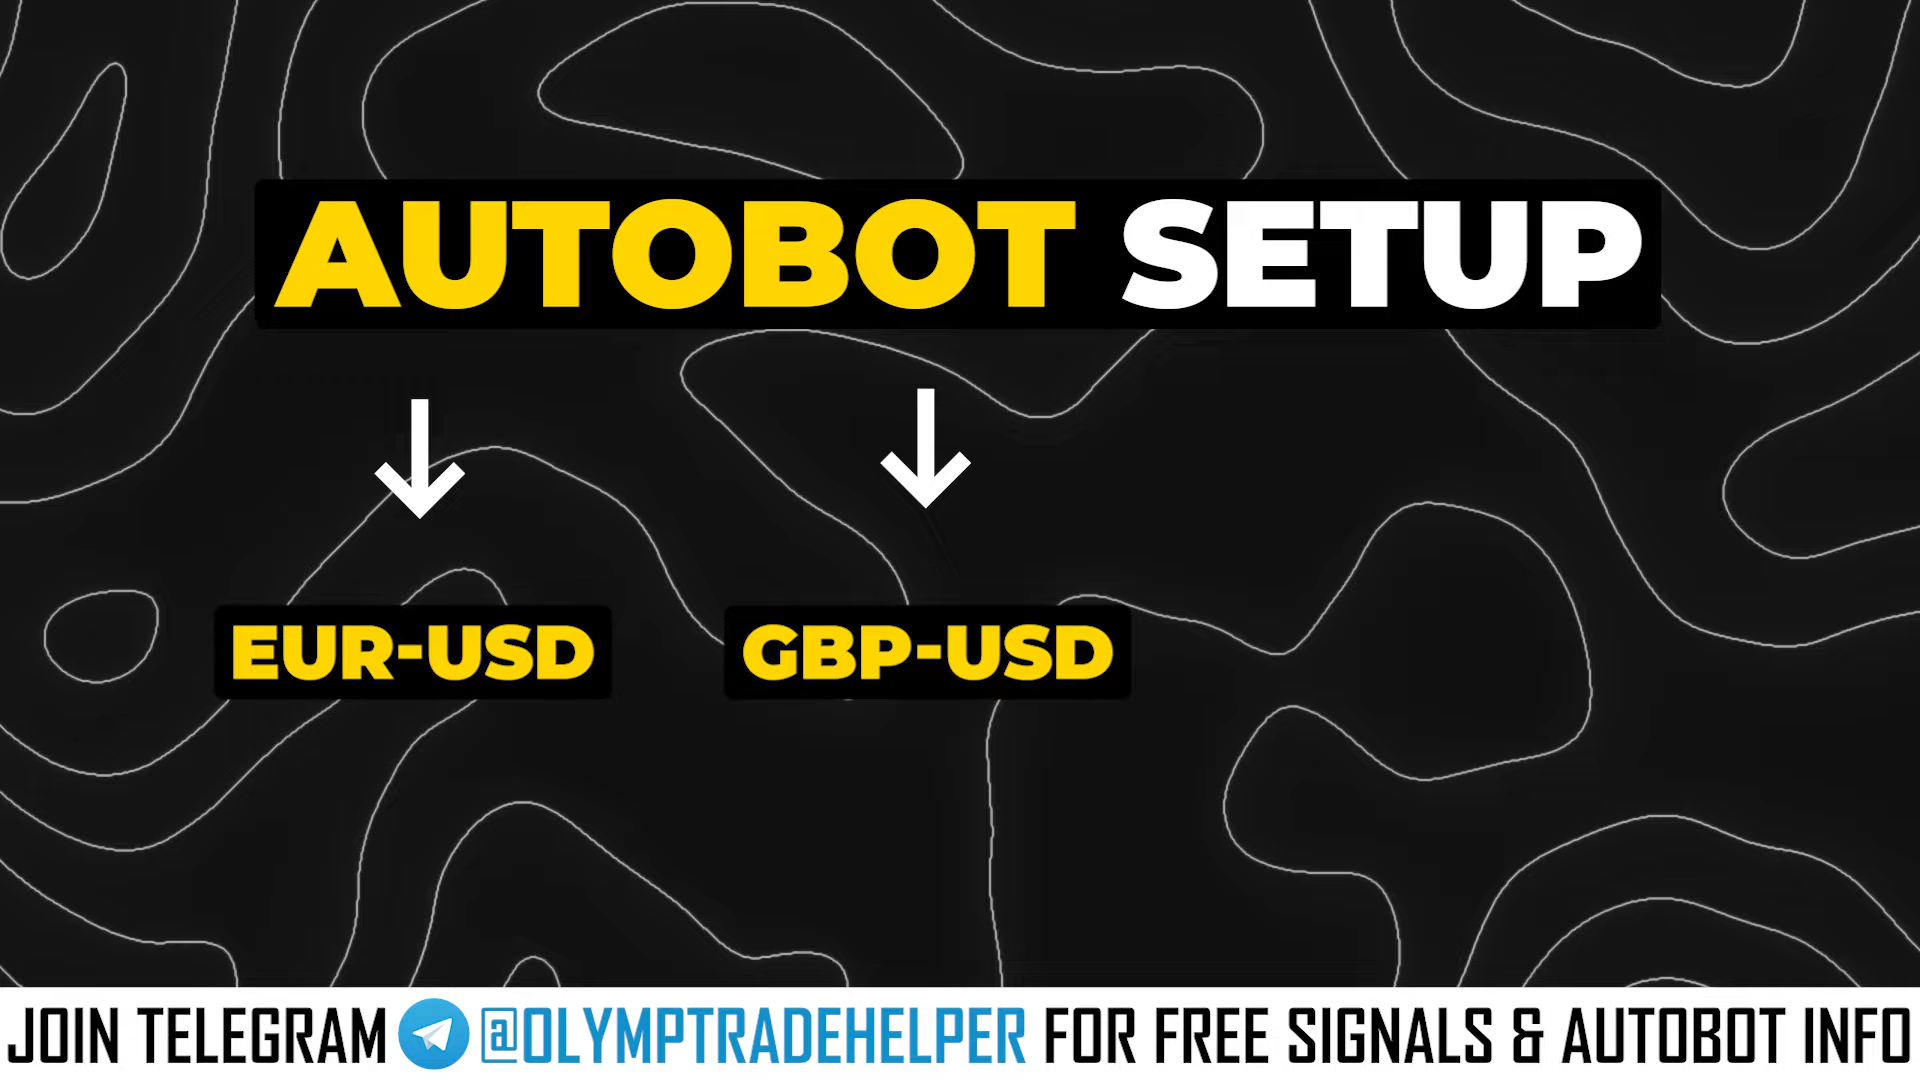 AUTOBOT SETUP
EUR-USD GBP-USD
JOIN TELEGRAM @OLYMPTRADEHELPER FOR FREE SIGNALS & AUTOBOT INFO